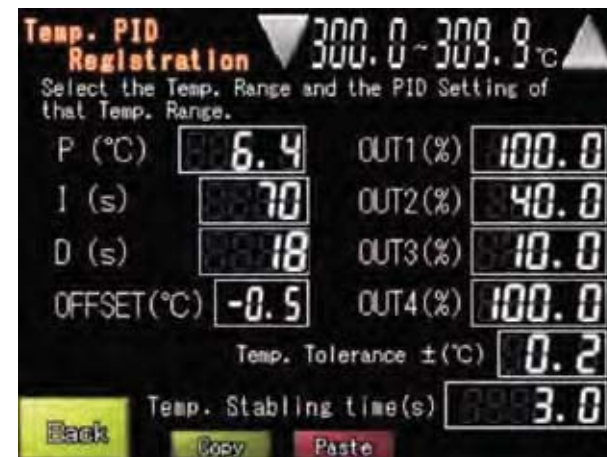 Temp. PID
Registration
300.0~309.9℃
Select the Temp. Range and the PID Setting of
that Temp. Range.
P (℃) 6.4 OUT1(%) 100.0
I (s) 70 OUT2(%) 40.0
D (s) 18 OUT3(%) 10.0
OFFSET(℃) -0.5 OUT4(%) 100.0
Temp. Tolerance ±(℃) 0.2
Temp. Stabling time(s) 3.0
Back Copy Paste